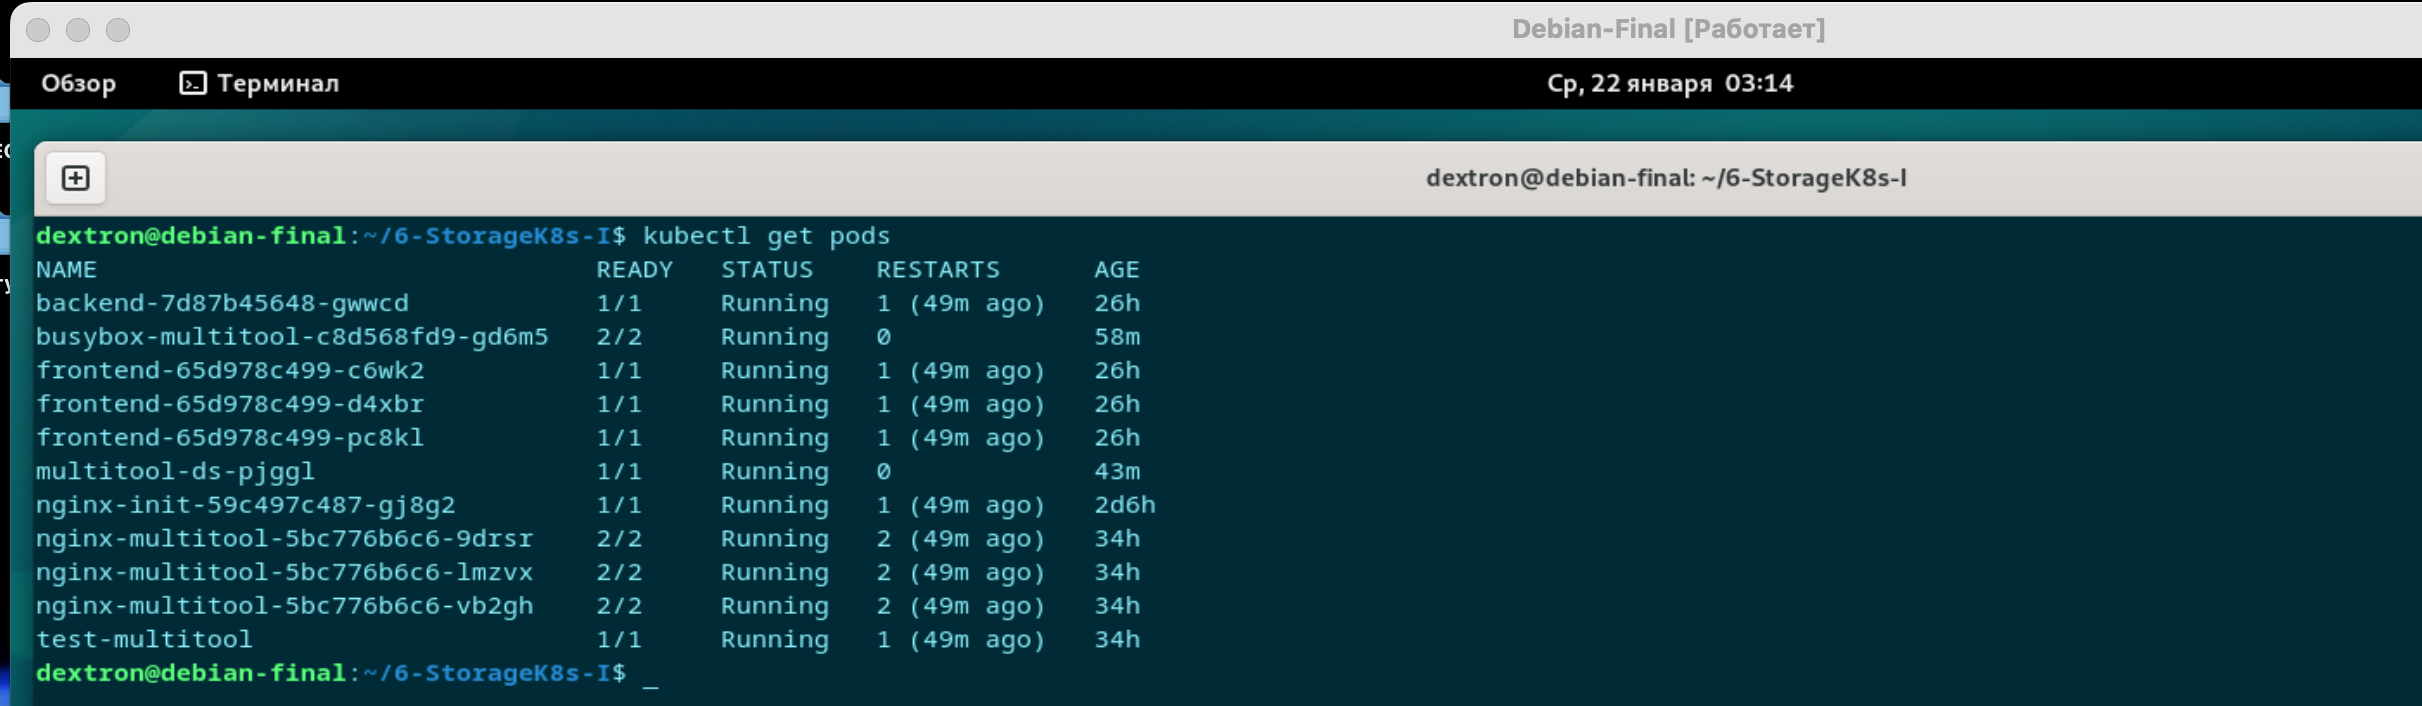 Debian-Final [Работает]
Обзор Терминал Ср, 22 января 03:14
dextron@debian-final: ~/6-StorageK8s-I
dextron@debian-final:~/6-StorageK8s-I$ kubectl get pods
NAME READY STATUS RESTARTS AGE
backend-7d87b45648-gwwcd 1/1 Running 1 (49m ago) 26h
busybox-multitool-c8d568fd9-gd6m5 2/2 Running 0 58m
frontend-65d978c499-c6wk2 1/1 Running 1 (49m ago) 26h
frontend-65d978c499-d4xbr 1/1 Running 1 (49m ago) 26h
frontend-65d978c499-pc8kl 1/1 Running 1 (49m ago) 26h
multitool-ds-pjggl 1/1 Running 0 43m
nginx-init-59c497c487-gj8g2 1/1 Running 1 (49m ago) 2d6h
nginx-multitool-5bc776b6c6-9drsr 2/2 Running 2 (49m ago) 34h
nginx-multitool-5bc776b6c6-lmzvx 2/2 Running 2 (49m ago) 34h
nginx-multitool-5bc776b6c6-vb2gh 2/2 Running 2 (49m ago) 34h
test-multitool 1/1 Running 1 (49m ago) 34h
dextron@debian-final:~/6-StorageK8s-I$ _